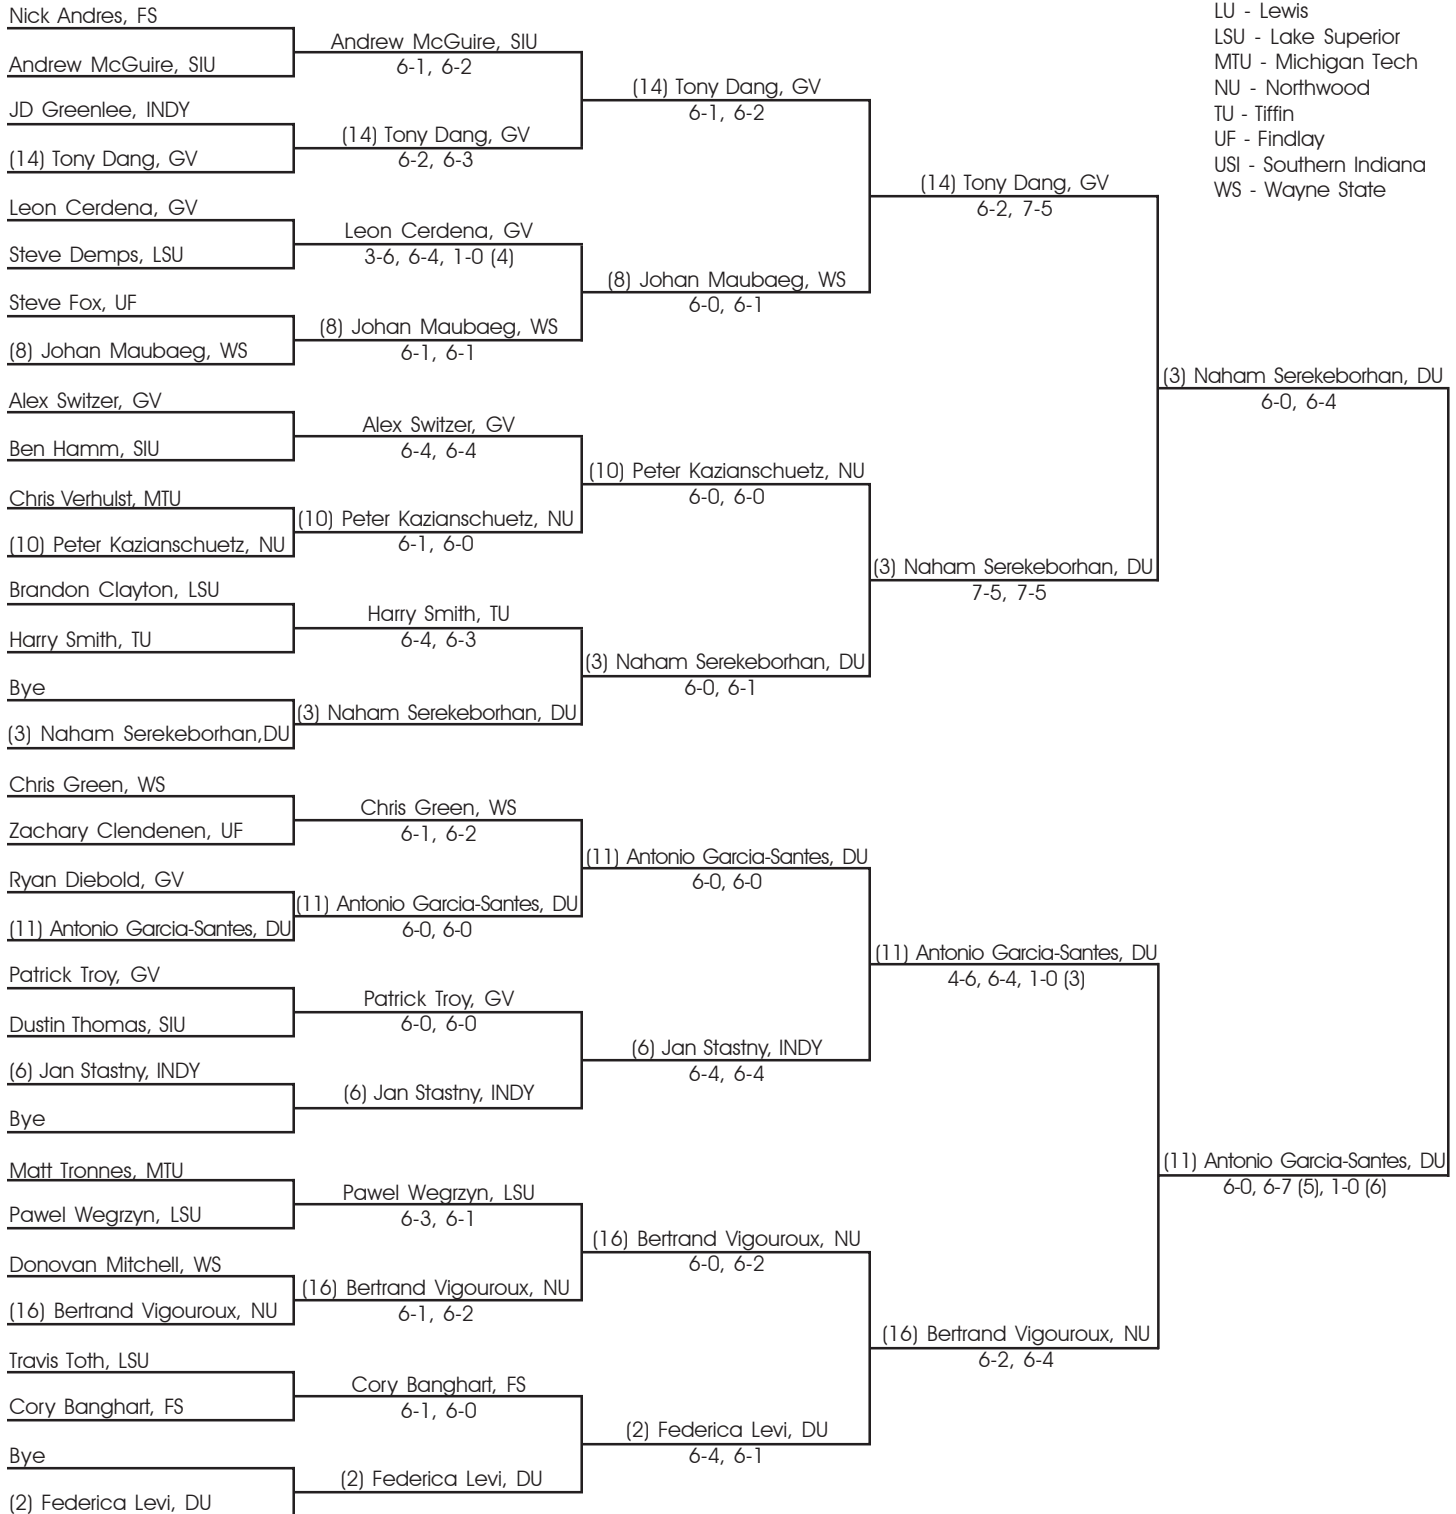 Nick Andres, FS
Andrew McGuire, SIU
JD Greenlee, INDY
(14) Tony Dang, GV
Leon Cerdena, GV
Steve Demps, LSU
Steve Fox, UF
(8) Johan Maubaeg, WS
Alex Switzer, GV
Ben Hamm, SIU
Chris Verhulst, MTU
(10) Peter Kazianschuetz, NU
Brandon Clayton, LSU
Harry Smith, TU
Bye
(3) Naham Serekeborhan,DU
Chris Green, WS
Zachary Clendenen, UF
Ryan Diebold, GV
(11) Antonio Garcia-Santes, DU
Patrick Troy, GV
Dustin Thomas, SIU
(6) Jan Stastny, INDY
Bye
Matt Tronnes, MTU
Pawel Wegrzyn, LSU
Donovan Mitchell, WS
(16) Bertrand Vigouroux, NU
Travis Toth, LSU
Cory Banghart, FS
Bye
(2) Federica Levi, DU
Andrew McGuire, SIU
6-1, 6-2
(14) Tony Dang, GV
6-2, 6-3
Leon Cerdena, GV
3-6, 6-4, 1-0 (4)
(8) Johan Maubaeg, WS
6-1, 6-1
Alex Switzer, GV
6-4, 6-4
(10) Peter Kazianschuetz, NU
6-1, 6-0
Harry Smith, TU
6-4, 6-3
(3) Naham Serekeborhan, DU
Chris Green, WS
6-1, 6-2
(11) Antonio Garcia-Santes, DU
6-0, 6-0
Patrick Troy, GV
6-0, 6-0
(6) Jan Stastny, INDY
Pawel Wegrzyn, LSU
6-3, 6-1
(16) Bertrand Vigouroux, NU
6-1, 6-2
Cory Banghart, FS
6-1, 6-0
(2) Federica Levi, DU
(14) Tony Dang, GV
6-1, 6-2
(8) Johan Maubaeg, WS
6-0, 6-1
(10) Peter Kazianschuetz, NU
6-0, 6-0
(3) Naham Serekeborhan, DU
6-0, 6-1
(11) Antonio Garcia-Santes, DU
6-0, 6-0
(6) Jan Stastny, INDY
6-4, 6-4
(16) Bertrand Vigouroux, NU
6-0, 6-2
(2) Federica Levi, DU
6-4, 6-1
(14) Tony Dang, GV
6-2, 7-5
(3) Naham Serekeborhan, DU
7-5, 7-5
(11) Antonio Garcia-Santes, DU
4-6, 6-4, 1-0 (3)
(16) Bertrand Vigouroux, NU
6-2, 6-4
(3) Naham Serekeborhan, DU
6-0, 6-4
(11) Antonio Garcia-Santes, DU
6-0, 6-7 (5), 1-0 (6)
LU - Lewis
LSU - Lake Superior
MTU - Michigan Tech
NU - Northwood
TU - Tiffin
UF - Findlay
USI - Southern Indiana
WS - Wayne State